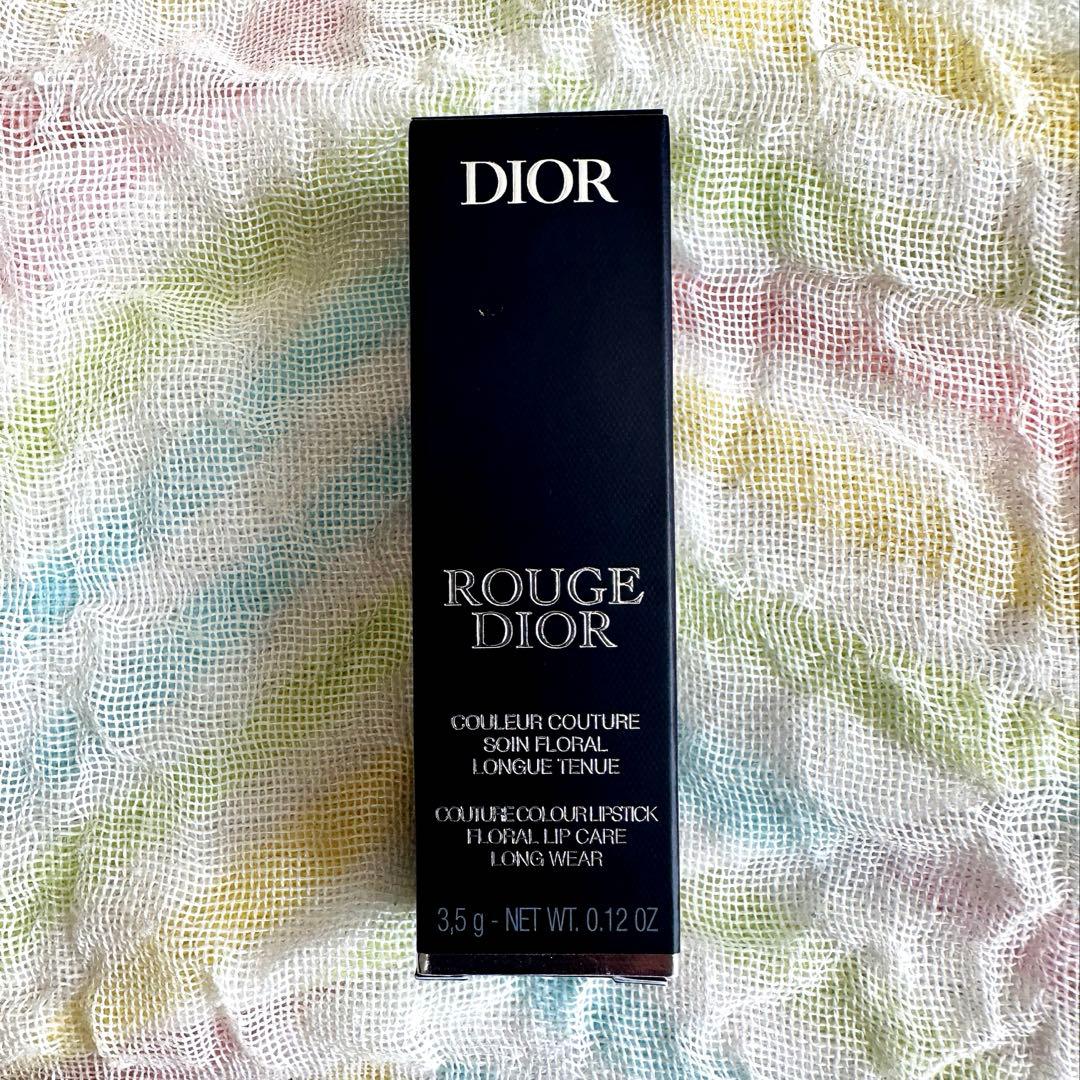 DIOR
ROUGE
DIOR
COULEUR COUTURE
SOIN FLORAL
LONGUE TENUE
COUTURE COLOUR LIPSTICK
FLORAL LIP CARE
LONG WEAR
3,5 g - NET WT. 0.12 OZ